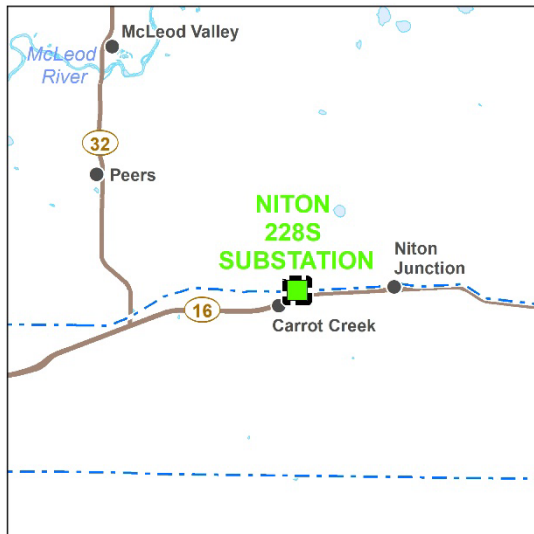 McLeod Valley
McLeod
River
32
Peers
NITON
228S
SUBSTATION
Niton
Junction
16
Carrot Creek